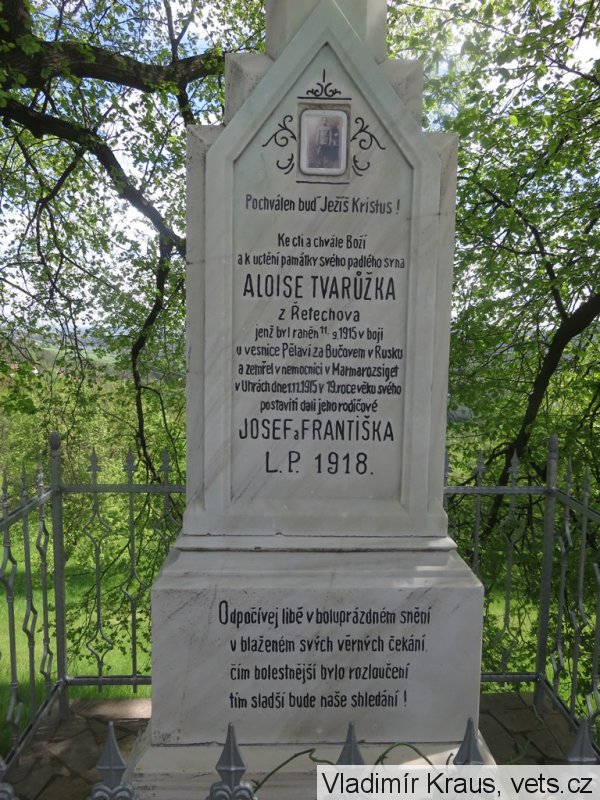 Pochválen buď Ježíš Kristus!
Ke cti a chvále Boží
a k uctění památky svého padlého syna
ALOISE TVARŮŽKA
z Řetechova
jenž byl raněn 11. 9. 1915 v boji
u vesnice Pělavi za Bučovem v Rusku
a zemřel v nemocnici v Marmarozsiget
v Uhrách dne 1.11.1915 v 19. roce věku svého
postaviti dali jeho rodičové
JOSEF a FRANTIŠKA
L. P. 1918.
Odpočívej libě v boluprázdném snění
v blaženém svých věrných čekání.
čím bolestnější bylo rozloučení
tím sladší bude naše shledání!
Vladimír Kraus, vets.cz